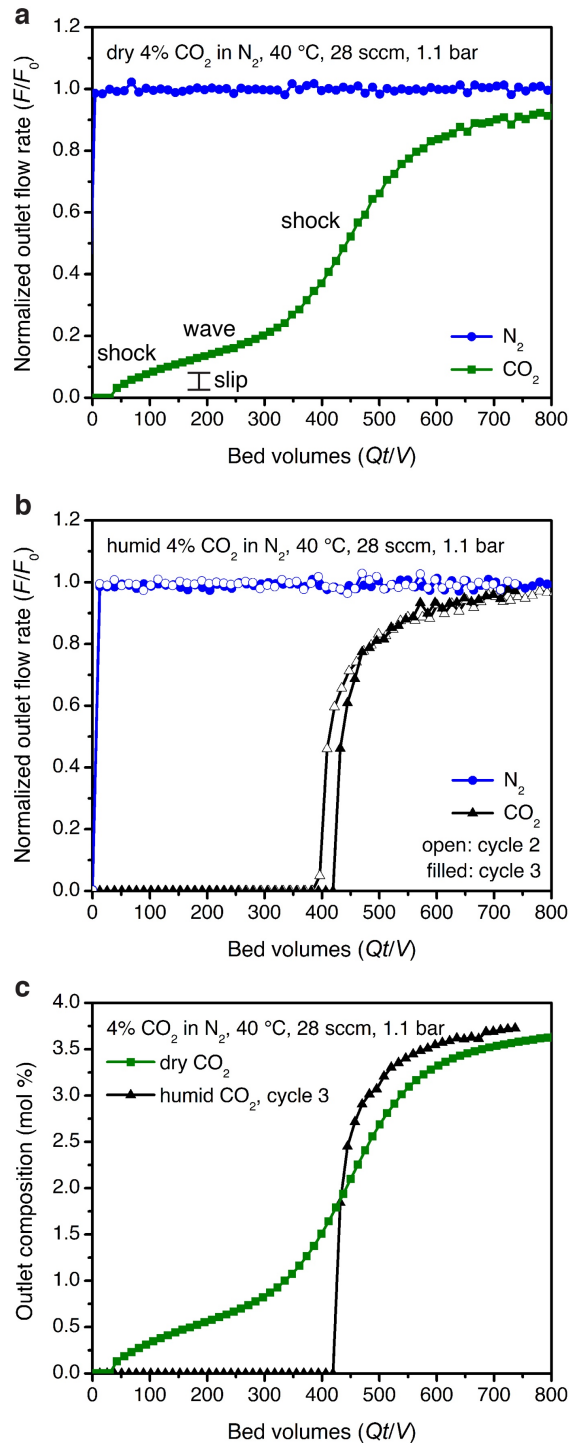 a
dry 4% CO2 in N2, 40 °C, 28 sccm, 1.1 bar
Normalized outlet flow rate (F/F0)
1.2
1.0
0.8
0.6
0.4
0.2
0.0
shock
wave
shock
slip
N2
CO2
0 100 200 300 400 500 600 700 800
Bed volumes (Qt/V)
b
humid 4% CO2 in N2, 40 °C, 28 sccm, 1.1 bar
Normalized outlet flow rate (F/F0)
1.2
1.0
0.8
0.6
0.4
0.2
0.0
N2
CO2
open: cycle 2
filled: cycle 3
0 100 200 300 400 500 600 700 800
Bed volumes (Qt/V)
c
4% CO2 in N2, 40 °C, 28 sccm, 1.1 bar
dry CO2
humid CO2, cycle 3
Outlet composition (mol %)
4.0
3.5
3.0
2.5
2.0
1.5
1.0
0.5
0.0
0 100 200 300 400 500 600 700 800
Bed volumes (Qt/V)